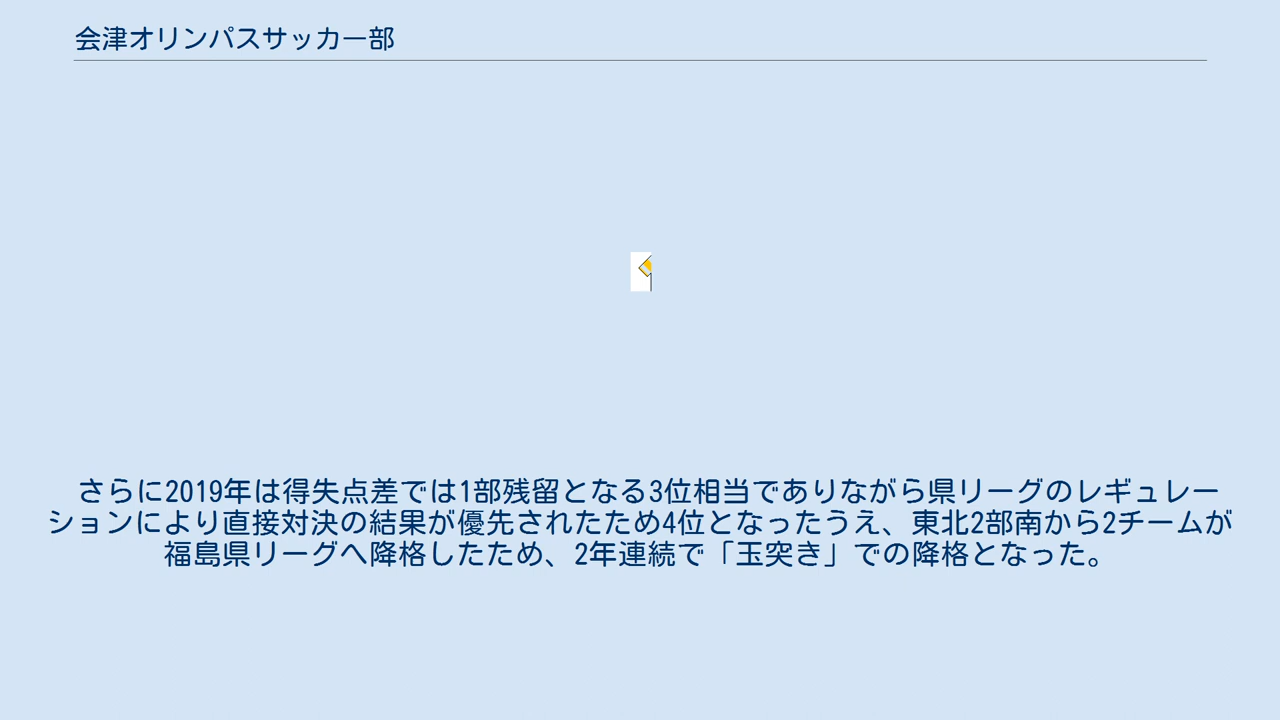 会津オリンパスサッカー部
さらに2019年は得失点差では1部残留となる3位相当でありながら県リーグのレギュレー
ションにより直接対決の結果が優先されたため4位となったうえ、東北2部南から2チームが
福島県リーグへ降格したため、2年連続で「玉突き」での降格となった。